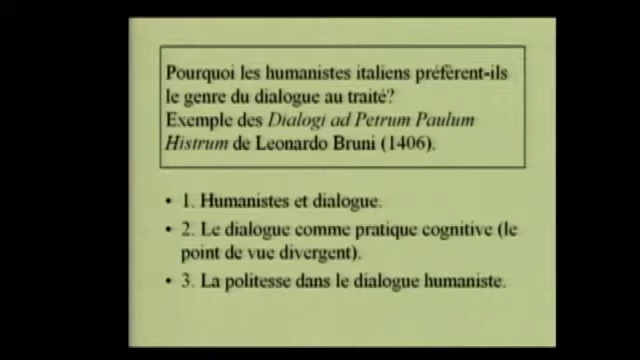 Pourquoi les humanistes italiens préfèrent-ils
le genre du dialogue au traité?
Exemple des Dialogi ad Petrum Paulum
Histrum de Leonardo Bruni (1406).
• 1. Humanistes et dialogue.
• 2. Le dialogue comme pratique cognitive (le
point de vue divergent).
• 3. La politesse dans le dialogue humaniste.